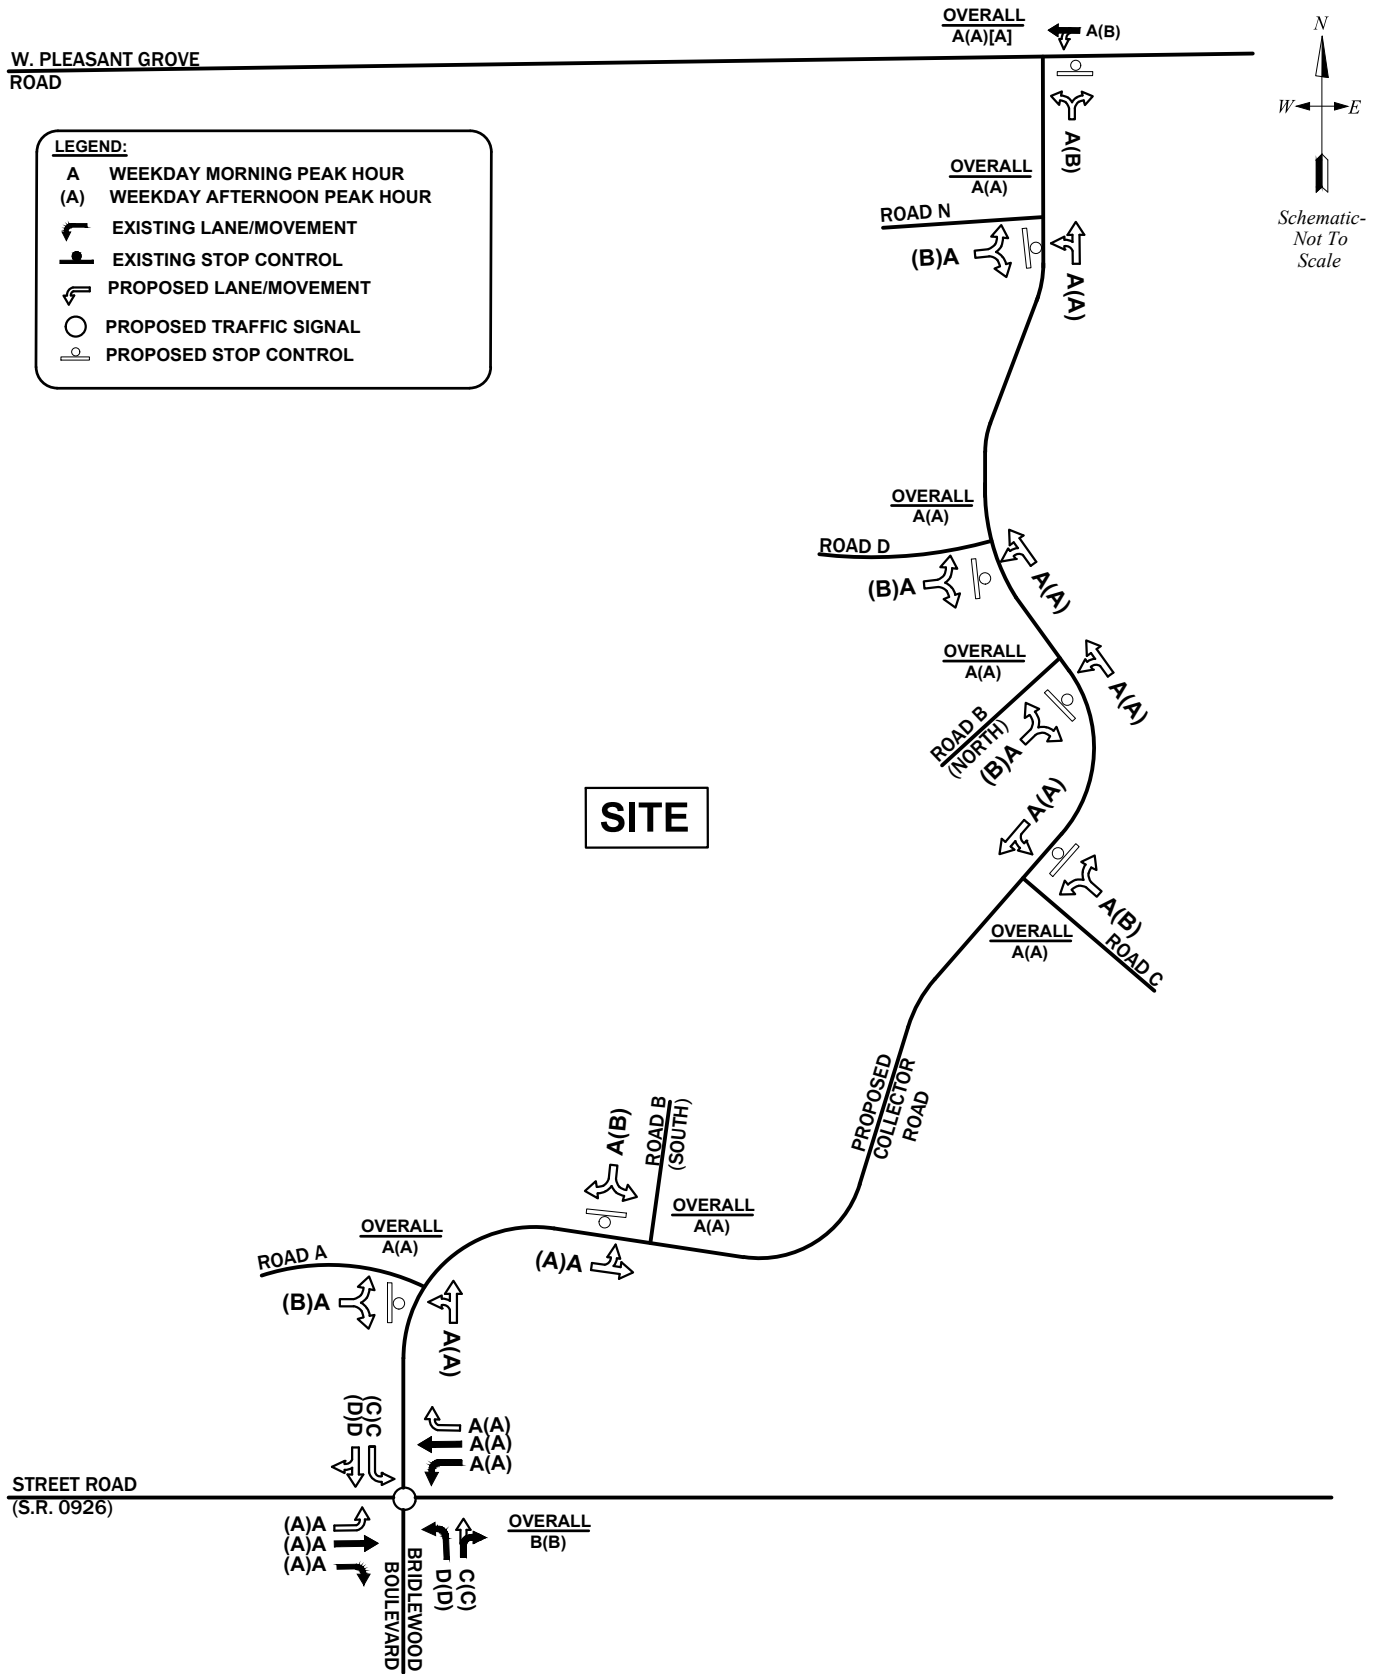 OVERALL
A(A)[A]
A(B)
N
W. PLEASANT GROVE
ROAD
W
E
A(B)
LEGEND:
A WEEKDAY MORNING PEAK HOUR
(A) WEEKDAY AFTERNOON PEAK HOUR
EXISTING LANE/MOVEMENT
EXISTING STOP CONTROL
PROPOSED LANE/MOVEMENT
PROPOSED TRAFFIC SIGNAL
PROPOSED STOP CONTROL
OVERALL
A(A)
ROAD N
(B)A
A(A)
Schematic-
Not To
Scale
OVERALL
A(A)
ROAD D
(B)A
A(A)
OVERALL
A(A)
A(A)
ROAD B
(NORTH)
(B)A
SITE
A(A)
A(B)
OVERALL
A(A)
ROAD C
PROPOSED
COLLECTOR
ROAD
A(B)
ROAD B
(SOUTH)
OVERALL
A(A)
(A)A
OVERALL
A(A)
ROAD A
(B)A
A(A)
(C)C
(D)D
A(A)
A(A)
A(A)
STREET ROAD
(S.R. 0926)
(A)A
(A)A
(A)A
OVERALL
B(B)
BRIDLEWOOD
BOULEVARD
D(D)
C(C)